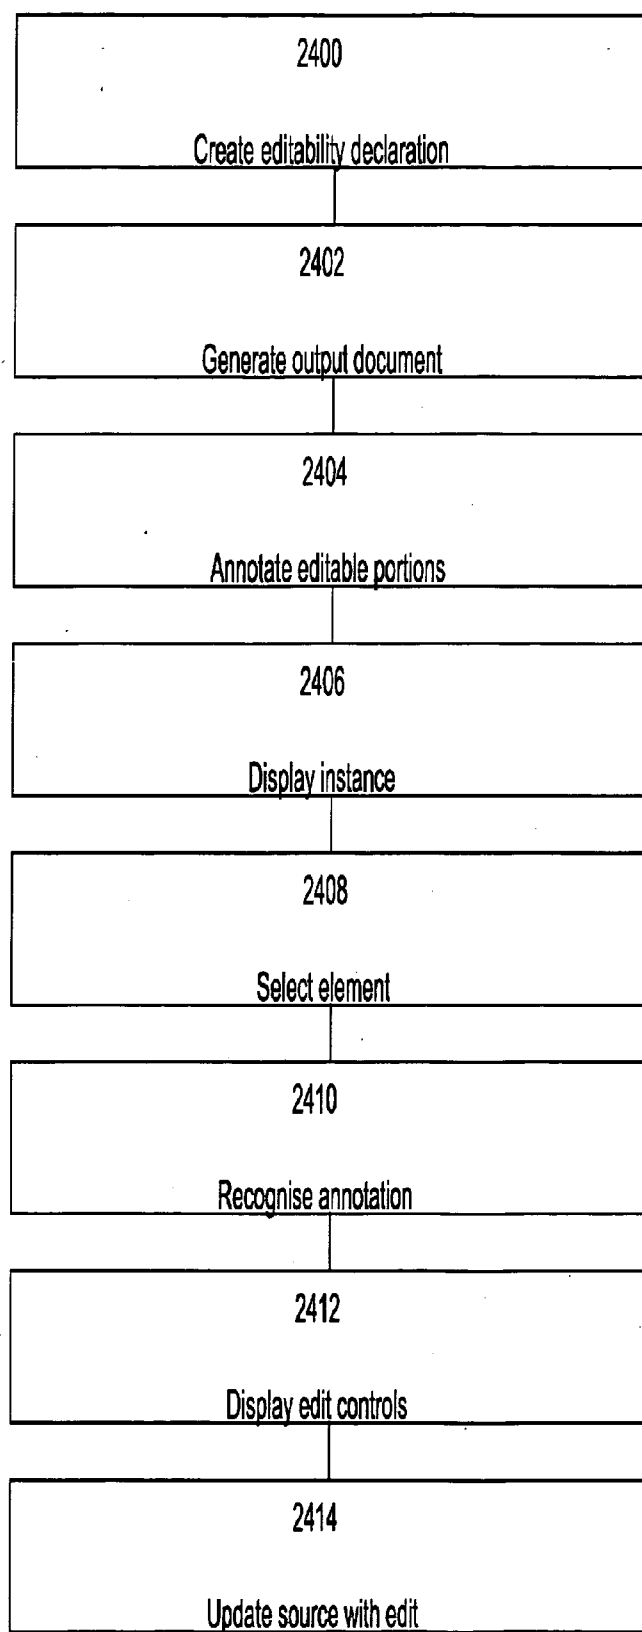 2400
Create editability declaration
2402
Generate output document
2404
Annotate editable portions
2406
Display instance
2408
Select element
2410
Recognise annotation
2412
Display edit controls
2414
Update source with edit